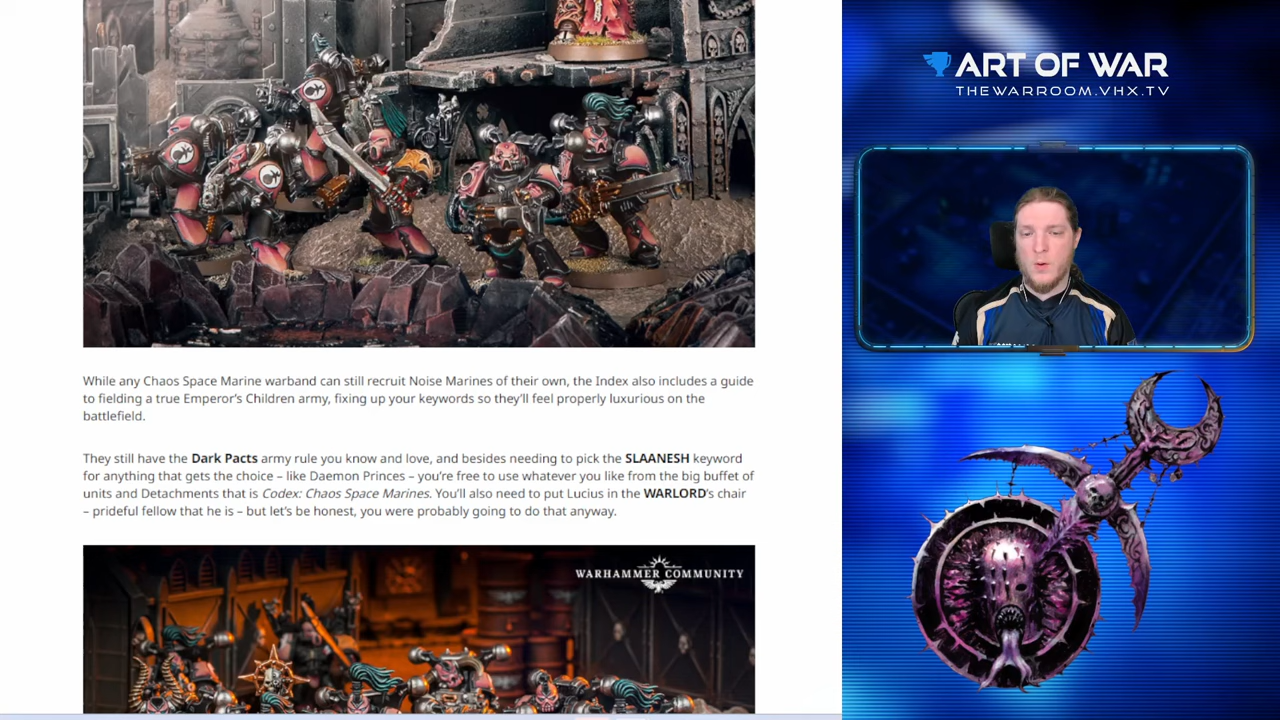 ART OF WAR
THEWARROOM.VHX.TV
While any Chaos Space Marine warband can still recruit Noise Marines of their own, the Index also includes a guide
to fielding a true Emperor's Children army, fixing up your keywords so they'll feel properly luxurious on the
battlefield.
They still have the Dark Pacts army rule you know and love, and besides needing to pick the SLAANESH keyword
for anything that gets the choice – like Daemon Princes – you're free to use whatever you like from the big buffet of
units and Detachments that is Codex: Chaos Space Marines. You'll also need to put Lucius in the WARLORD's chair
– prideful fellow that he is – but let's be honest, you were probably going to do that anyway.
WARHAMMER COMMUNITY